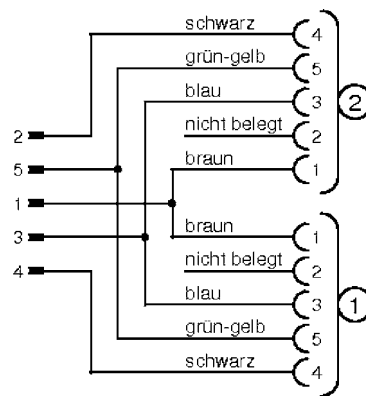 schwarz 4
grün-gelb 5
blau 3
2
nicht belegt 2
2
5
braun 1
1
braun 1
3
nicht belegt 2
4
blau 3
1
grün-gelb 5
schwarz 4